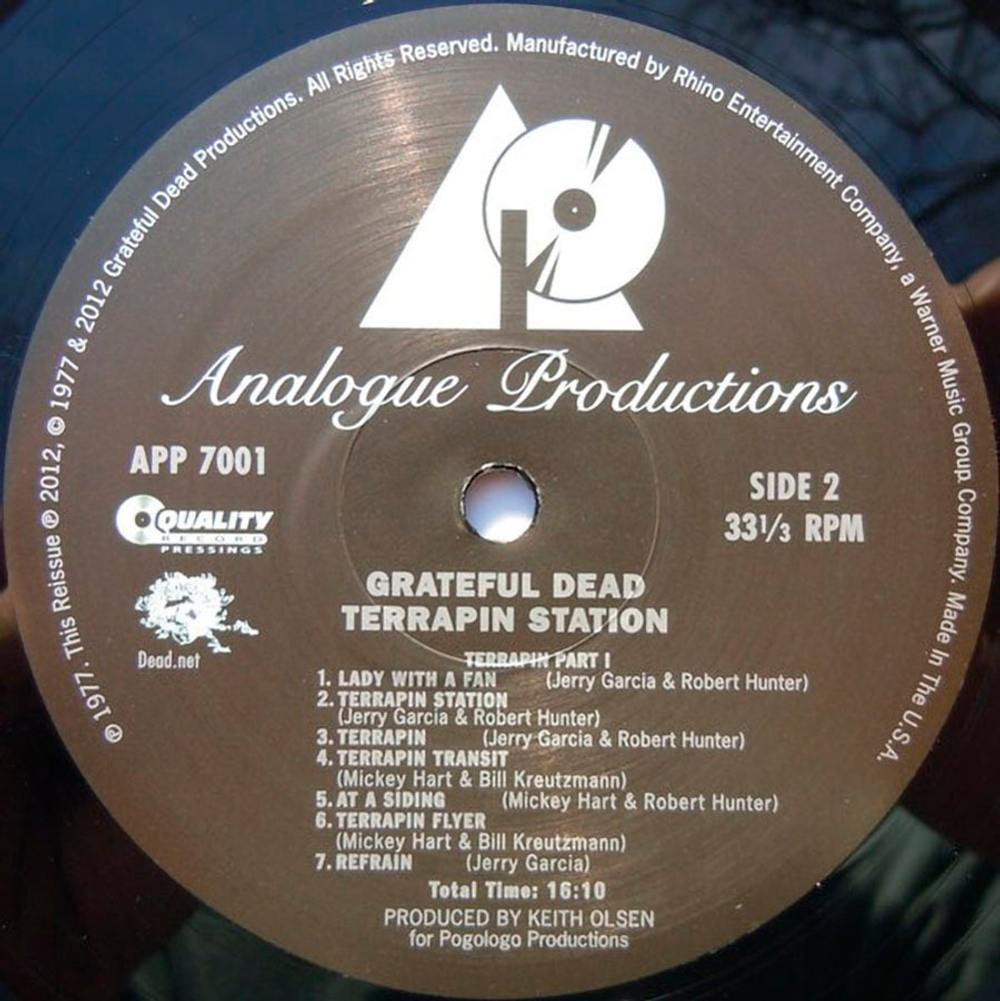 ℗ 1977. This Reissue ℗ 2012, © 1977 & 2012 Grateful Dead Productions. All Rights Reserved. Manufactured by Rhino Entertainment Company, a Warner Music Group Company. Made In The U.S.A.
Analogue Productions
APP 7001
SIDE 2
33 1/3 RPM
QUALITY
RECORD
PRESSINGS
Dead.net
GRATEFUL DEAD
TERRAPIN STATION
TERRAPIN PART I
1. LADY WITH A FAN (Jerry Garcia & Robert Hunter)
2. TERRAPIN STATION
(Jerry Garcia & Robert Hunter)
3. TERRAPIN (Jerry Garcia & Robert Hunter)
4. TERRAPIN TRANSIT
(Mickey Hart & Bill Kreutzmann)
5. AT A SIDING (Mickey Hart & Robert Hunter)
6. TERRAPIN FLYER
(Mickey Hart & Bill Kreutzmann)
7. REFRAIN (Jerry Garcia)
Total Time: 16:10
PRODUCED BY KEITH OLSEN
for Pogologo Productions